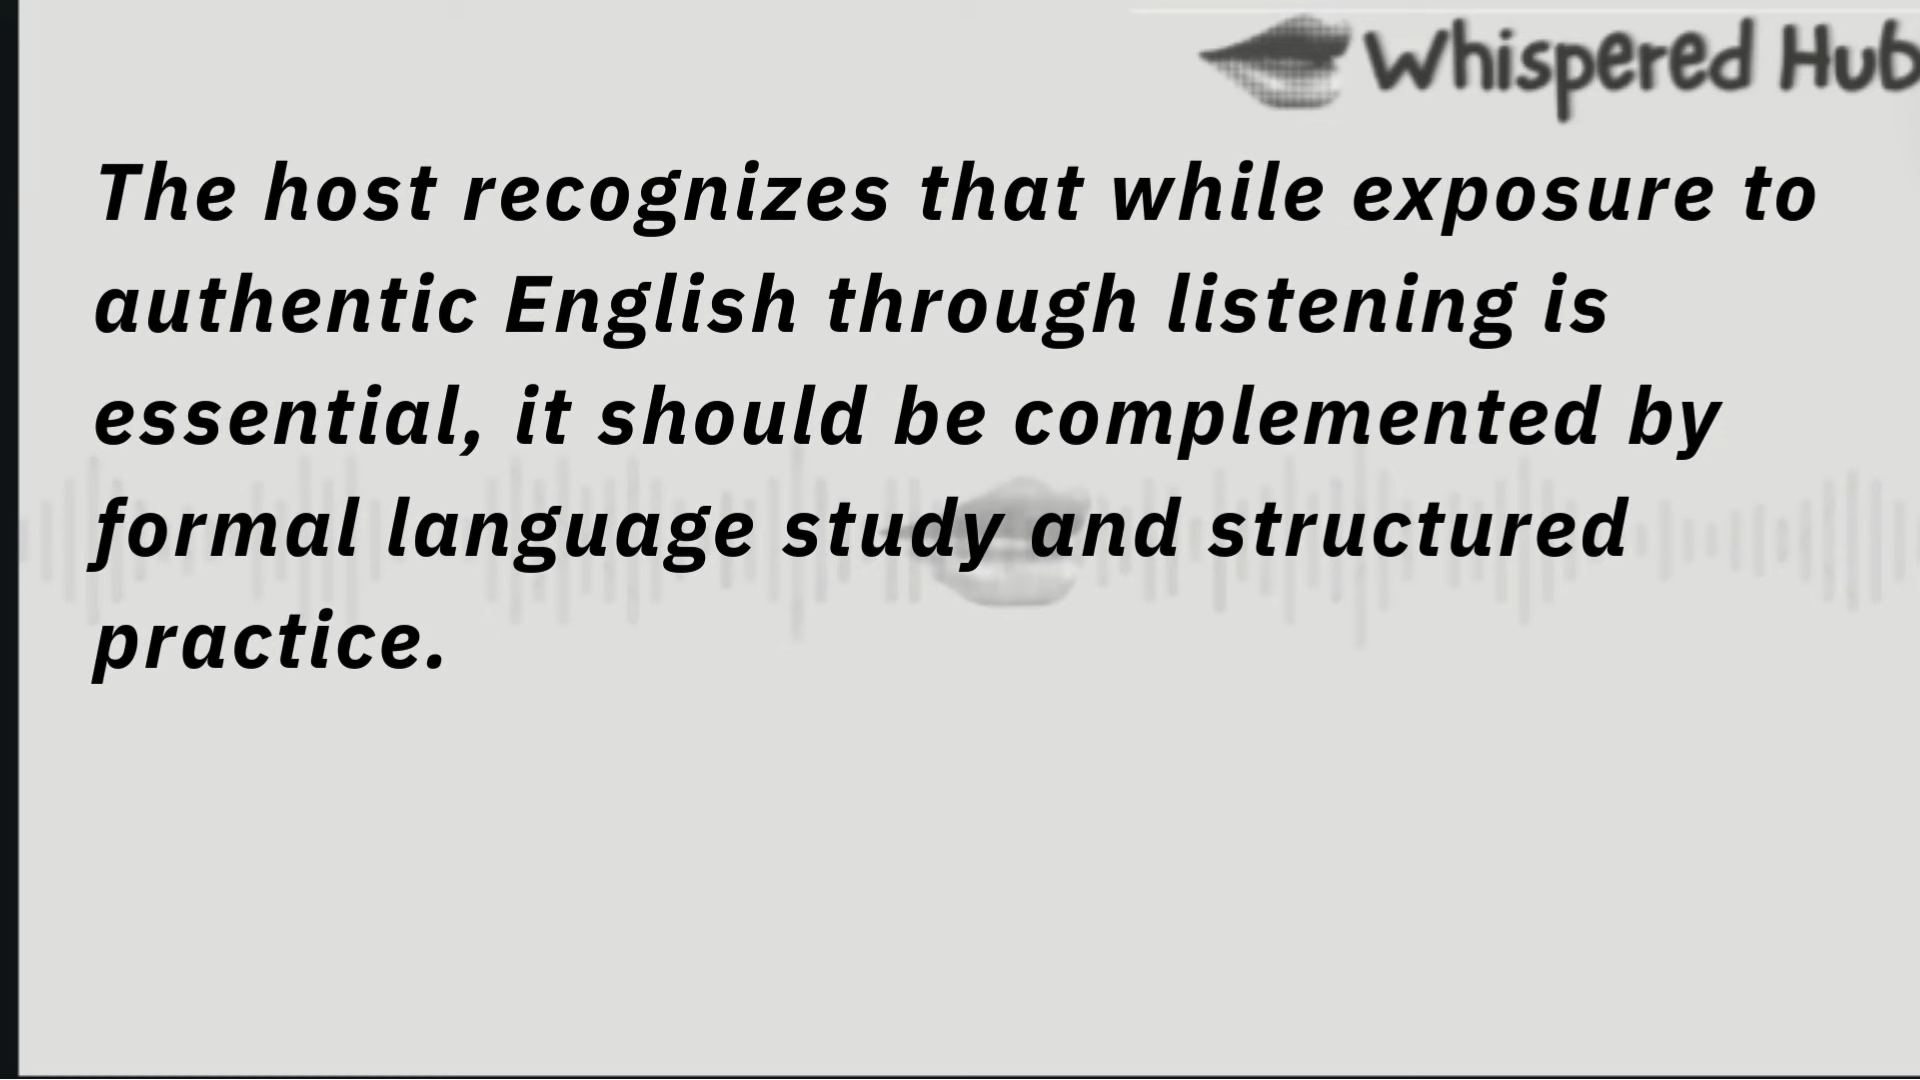 Whispered Hub
The host recognizes that while exposure to
authentic English through listening is
essential, it should be complemented by
formal language study and structured
practice.